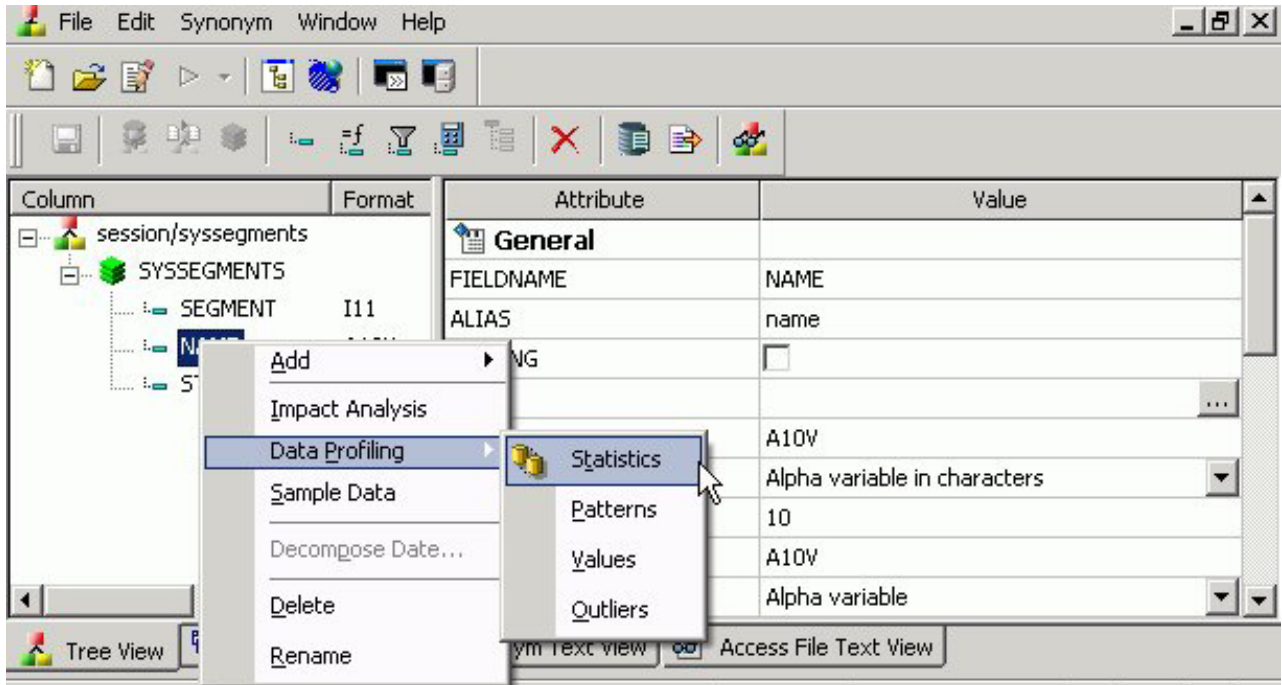 File Edit Synonym Window Help
Column Format
session/syssegments
SYSSEGMENTS
SEGMENT I11
Add
Impact Analysis
Data Profiling
Sample Data
Decompose Date...
Delete
Rename
Statistics
Patterns
Values
Outliers
Attribute Value
General
FIELDNAME NAME
ALIAS name
A10V
Alpha variable in characters
10
A10V
Alpha variable
Tree View Text View Access File Text View